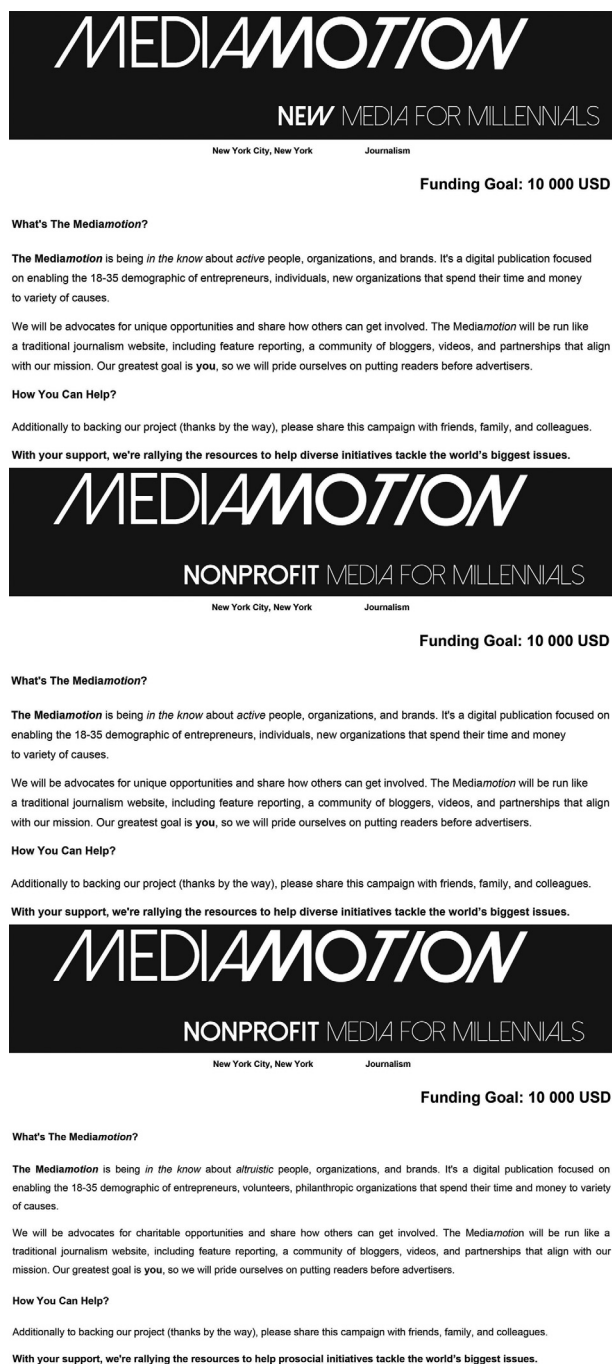 MEDIAMOTION
NEW MEDIA FOR MILLENNIALS
New York City, New York Journalism
Funding Goal: 10 000 USD
What's The Mediamotion?
The Mediamotion is being in the know about active people, organizations, and brands. It's a digital publication focused
on enabling the 18-35 demographic of entrepreneurs, individuals, new organizations that spend their time and money
to variety of causes.
We will be advocates for unique opportunities and share how others can get involved. The Mediamotion will be run like
a traditional journalism website, including feature reporting, a community of bloggers, videos, and partnerships that align
with our mission. Our greatest goal is you, so we will pride ourselves on putting readers before advertisers.
How You Can Help?
Additionally to backing our project (thanks by the way), please share this campaign with friends, family, and colleagues.
With your support, we're rallying the resources to help diverse initiatives tackle the world's biggest issues.
MEDIAMOTION
NONPROFIT MEDIA FOR MILLENNIALS
New York City, New York Journalism
Funding Goal: 10 000 USD
What's The Mediamotion?
The Mediamotion is being in the know about active people, organizations, and brands. It's a digital publication focused on
enabling the 18-35 demographic of entrepreneurs, individuals, new organizations that spend their time and money
to variety of causes.
We will be advocates for unique opportunities and share how others can get involved. The Mediamotion will be run like
a traditional journalism website, including feature reporting, a community of bloggers, videos, and partnerships that align
with our mission. Our greatest goal is you, so we will pride ourselves on putting readers before advertisers.
How You Can Help?
Additionally to backing our project (thanks by the way), please share this campaign with friends, family, and colleagues.
With your support, we're rallying the resources to help diverse initiatives tackle the world's biggest issues.
MEDIAMOTION
NONPROFIT MEDIA FOR MILLENNIALS
New York City, New York Journalism
Funding Goal: 10 000 USD
What's The Mediamotion?
The Mediamotion is being in the know about altruistic people, organizations, and brands. It's a digital publication focused on
enabling the 18-35 demographic of entrepreneurs, volunteers, philanthropic organizations that spend their time and money to variety
of causes.
We will be advocates for charitable opportunities and share how others can get involved. The Mediamotion will be run like a
traditional journalism website, including feature reporting, a community of bloggers, videos, and partnerships that align with our
mission. Our greatest goal is you, so we will pride ourselves on putting readers before advertisers.
How You Can Help?
Additionally to backing our project (thanks by the way), please share this campaign with friends, family, and colleagues.
With your support, we're rallying the resources to help prosocial initiatives tackle the world's biggest issues.